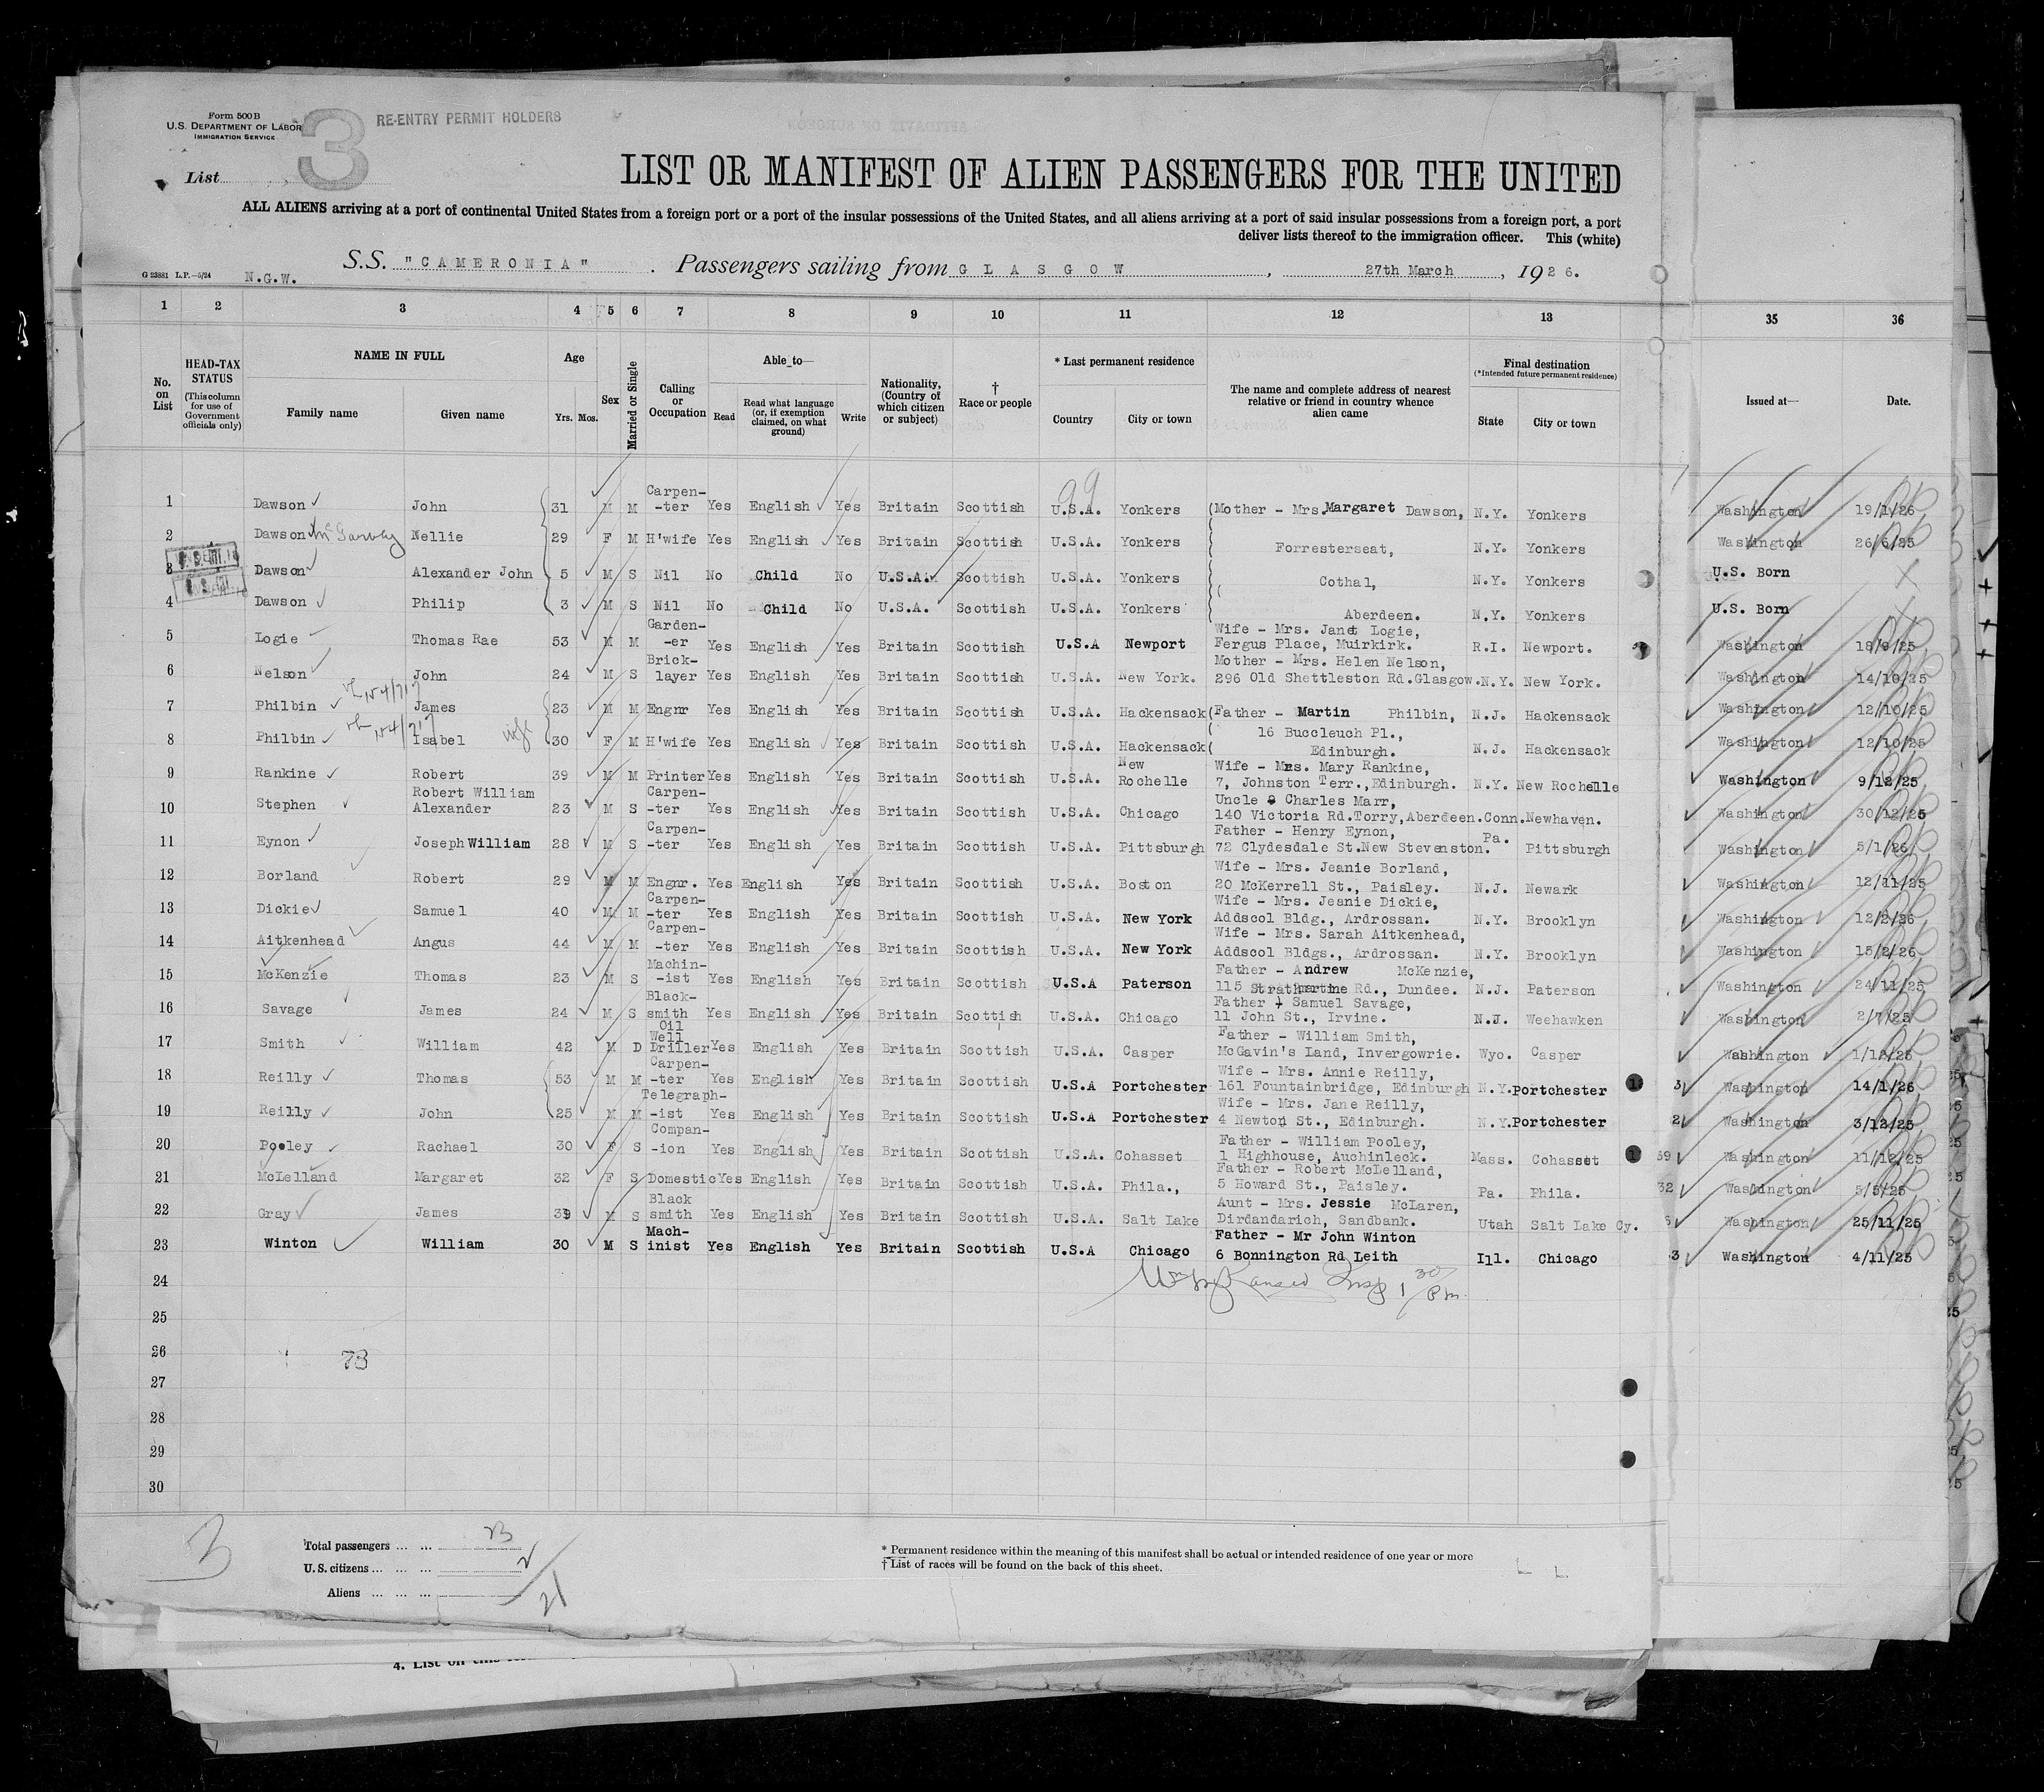 Form 500 B
U.S. DEPARTMENT OF LABOR
IMMIGRATION SERVICE
3
RE-ENTRY PERMIT HOLDERS
List
LIST OR MANIFEST OF ALIEN PASSENGERS FOR THE UNITED
ALL ALIENS arriving at a port of continental United States from a foreign port or a port of the insular possessions of the United States, and all aliens arriving at a port of said insular possessions from a foreign port, a port
deliver lists thereof to the immigration officer. This (white)
G 23881 L.P.—5/24 N.G.W. S.S. "CAMERONIA". Passengers sailing from GLASGOW, 27th March, 1926.
1 2 3 4 5 6 7 8 9 10 11 12 13 35 36
No. on List
HEAD-TAX STATUS (This column for use of Government officials only)
NAME IN FULL Family name Given name
Age Yrs. Mos.
Sex
Married or Single
Calling or Occupation
Able to— Read Read what language (or, if exemption claimed, on what ground) Write
Nationality, (Country of which citizen or subject)
† Race or people
* Last permanent residence Country City or town
The name and complete address of nearest relative or friend in country whence alien came
Final destination (*Intended future permanent residence) State City or town
Issued at— Date.
99
1 Dawson John 31 M M Carpen--ter Yes English Yes Britain Scottish U.S.A. Yonkers (Mother - Mrs. Margaret Dawson, N.Y. Yonkers Washington 19/1/26
2 Dawson Nellie 29 F M H'wife Yes English Yes Britain Scottish U.S.A. Yonkers Forresterseat, N.Y. Yonkers Washington 26/6/25
3 Dawson Alexander John 5 M S Nil No Child No U.S.A. Scottish U.S.A. Yonkers Cothal, N.Y. Yonkers U.S. Born
4 Dawson Philip 3 M S Nil No Child No U.S.A. Scottish U.S.A. Yonkers Aberdeen. N.Y. Yonkers U.S. Born
5 Logie Thomas Rae 53 M M Garden--er Yes English Yes Britain Scottish U.S.A Newport Wife - Mrs. Janet Logie, Fergus Place, Muirkirk. R.I. Newport. Washington 18/9/25
6 Nelson John 24 M S Brick-layer Yes English Yes Britain Scottish U.S.A. New York. Mother - Mrs. Helen Nelson, 296 Old Shettleston Rd. Glasgow. N.Y. New York. Washington 14/10/25
7 Philbin James 23 M M Engnr Yes English Yes Britain Scottish U.S.A. Hackensack (Father - Martin Philbin, N.J. Hackensack Washington 12/10/25
8 Philbin Isabel wife 30 F M H'wife Yes English Yes Britain Scottish U.S.A. Hackensack ( 16 Buccleuch Pl., Edinburgh. N.J. Hackensack Washington 12/10/25
9 Rankine Robert 39 M M Printer Yes English Yes Britain Scottish U.S.A. New Rochelle Wife - Mrs. Mary Rankine, 7, Johnston Terr., Edinburgh. N.Y. New Rochelle Washington 9/12/25
10 Stephen Robert William Alexander 23 M S Carpen--ter Yes English Yes Britain Scottish U.S.A. Chicago Uncle Charles Marr, 140 Victoria Rd. Torry, Aberdeen. Conn. Newhaven. Washington 30/12/25
11 Eynon Joseph William 28 M S Carpen--ter Yes English Yes Britain Scottish U.S.A. Pittsburgh Father - Henry Eynon, 72 Clydesdale St. New Stevenston. Pa. Pittsburgh Washington 5/1/26
12 Borland Robert 29 M M Engnr. Yes English Yes Britain Scottish U.S.A. Boston Wife - Mrs. Jeanie Borland, 20 McKerrell St., Paisley. N.J. Newark Washington 12/11/25
13 Dickie Samuel 40 M M Carpen--ter Yes English Yes Britain Scottish U.S.A. New York Wife - Mrs. Jeanie Dickie, Addscol Bldg., Ardrossan. N.Y. Brooklyn Washington 12/2/26
14 Aitkenhead Angus 44 M M Carpen--ter Yes English Yes Britain Scottish U.S.A. New York Wife - Mrs. Sarah Aitkenhead, Addscol Bldgs., Ardrossan. N.Y. Brooklyn Washington 15/2/26
15 McKenzie Thomas 23 M S Machin--ist Yes English Yes Britain Scottish U.S.A Paterson Father - Andrew McKenzie, 115 Strathmartine Rd., Dundee. N.J. Paterson Washington 24/11/25
16 Savage James 24 M S Black-smith Yes English Yes Britain Scottish U.S.A. Chicago Father - Samuel Savage, 11 John St., Irvine. N.J. Weehawken Washington 2/7/25
17 Smith William 42 M D Oil Well Driller Yes English Yes Britain Scottish U.S.A. Casper Father - William Smith, McGavin's Land, Invergowrie. Wyo. Casper Washington 1/12/25
18 Reilly Thomas 53 M M Carpen--ter Yes English Yes Britain Scottish U.S.A Portchester Wife - Mrs. Annie Reilly, 161 Fountainbridge, Edinburgh N.Y. Portchester 3 Washington 14/1/26
19 Reilly John 25 M M Telegraph--ist Yes English Yes Britain Scottish U.S.A Portchester Wife - Mrs. Jane Reilly, 4 Newton St., Edinburgh. N.Y. Portchester 2 Washington 3/12/25
20 Pooley Rachael 30 F S Compan--ion Yes English Yes Britain Scottish U.S.A. Cohasset Father - William Pooley, 1 Highhouse, Auchinleck. Mass. Cohasset 59 Washington 11/12/25
21 McLelland Margaret 32 F S Domestic Yes English Yes Britain Scottish U.S.A. Phila., Father - Robert McLelland, 5 Howard St., Paisley. Pa. Phila. 32 Washington 5/5/25
22 Gray James 39 M S Black smith Yes English Yes Britain Scottish U.S.A. Salt Lake Aunt - Mrs. Jessie McLaren, Dirdandarich, Sandbank. Utah Salt Lake Cy. 6 Washington 25/11/25
23 Winton William 30 M S Mach-inist Yes English Yes Britain Scottish U.S.A Chicago Father - Mr John Winton 6 Bonnington Rd Leith Ill. Chicago 3 Washington 4/11/25
24
25
26 73
27
28
29
30
3
Total passengers ... ... 23
U.S. citizens ... ... ... 2
Aliens ... ... ... 21
* Permanent residence within the meaning of this manifest shall be actual or intended residence of one year or more
† List of races will be found on the back of this sheet.
4. List on this